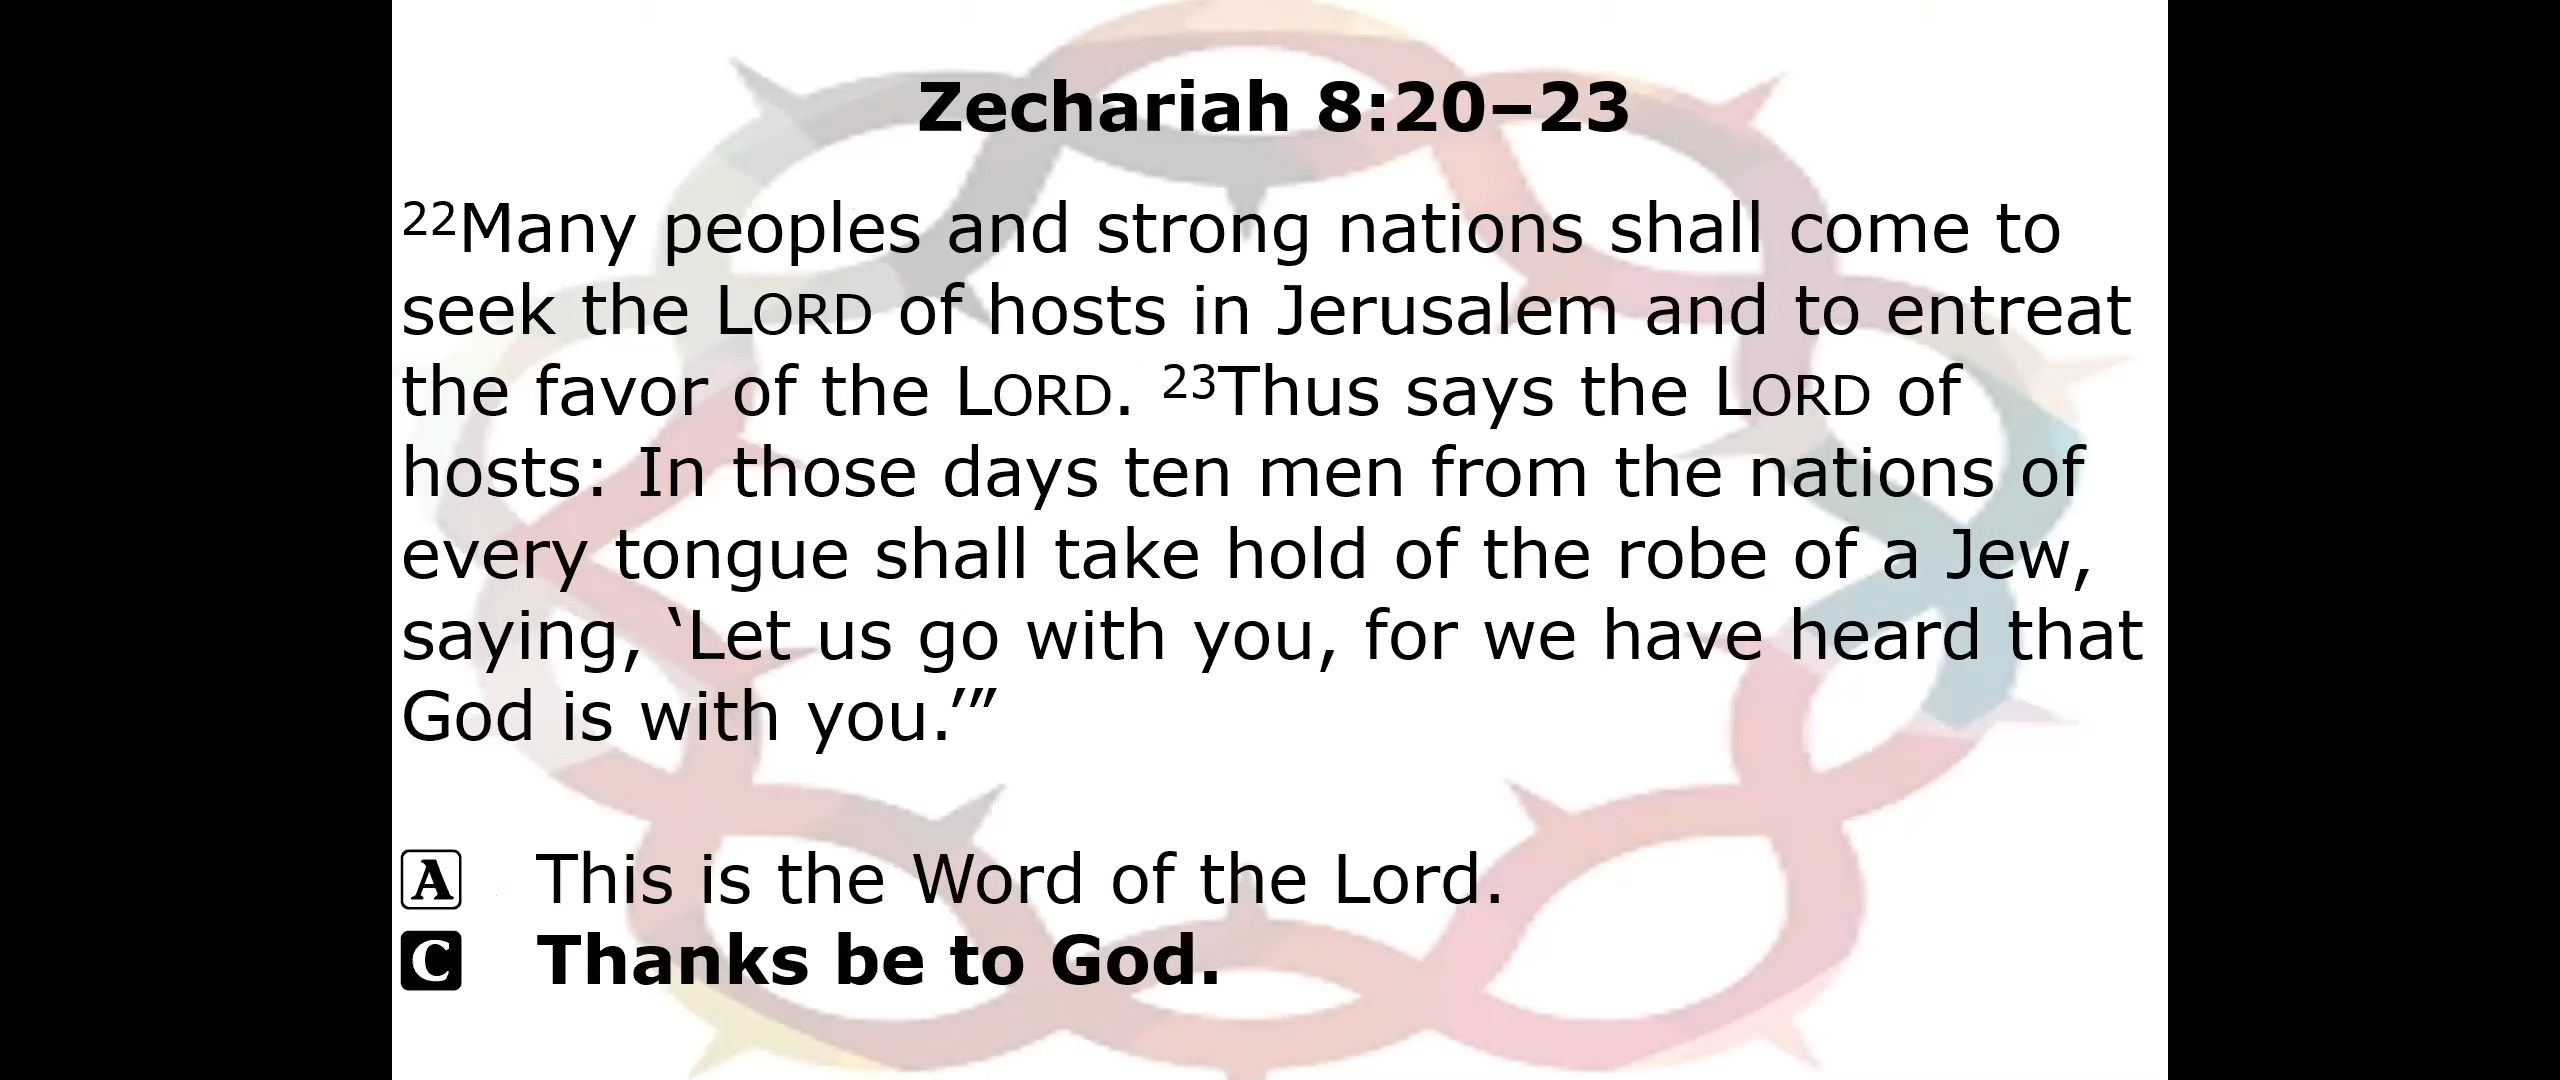 Zechariah 8:20–23
22Many peoples and strong nations shall come to
seek the LORD of hosts in Jerusalem and to entreat
the favor of the LORD. 23Thus says the LORD of
hosts: In those days ten men from the nations of
every tongue shall take hold of the robe of a Jew,
saying, ‘Let us go with you, for we have heard that
God is with you.’”
A This is the Word of the Lord.
C Thanks be to God.